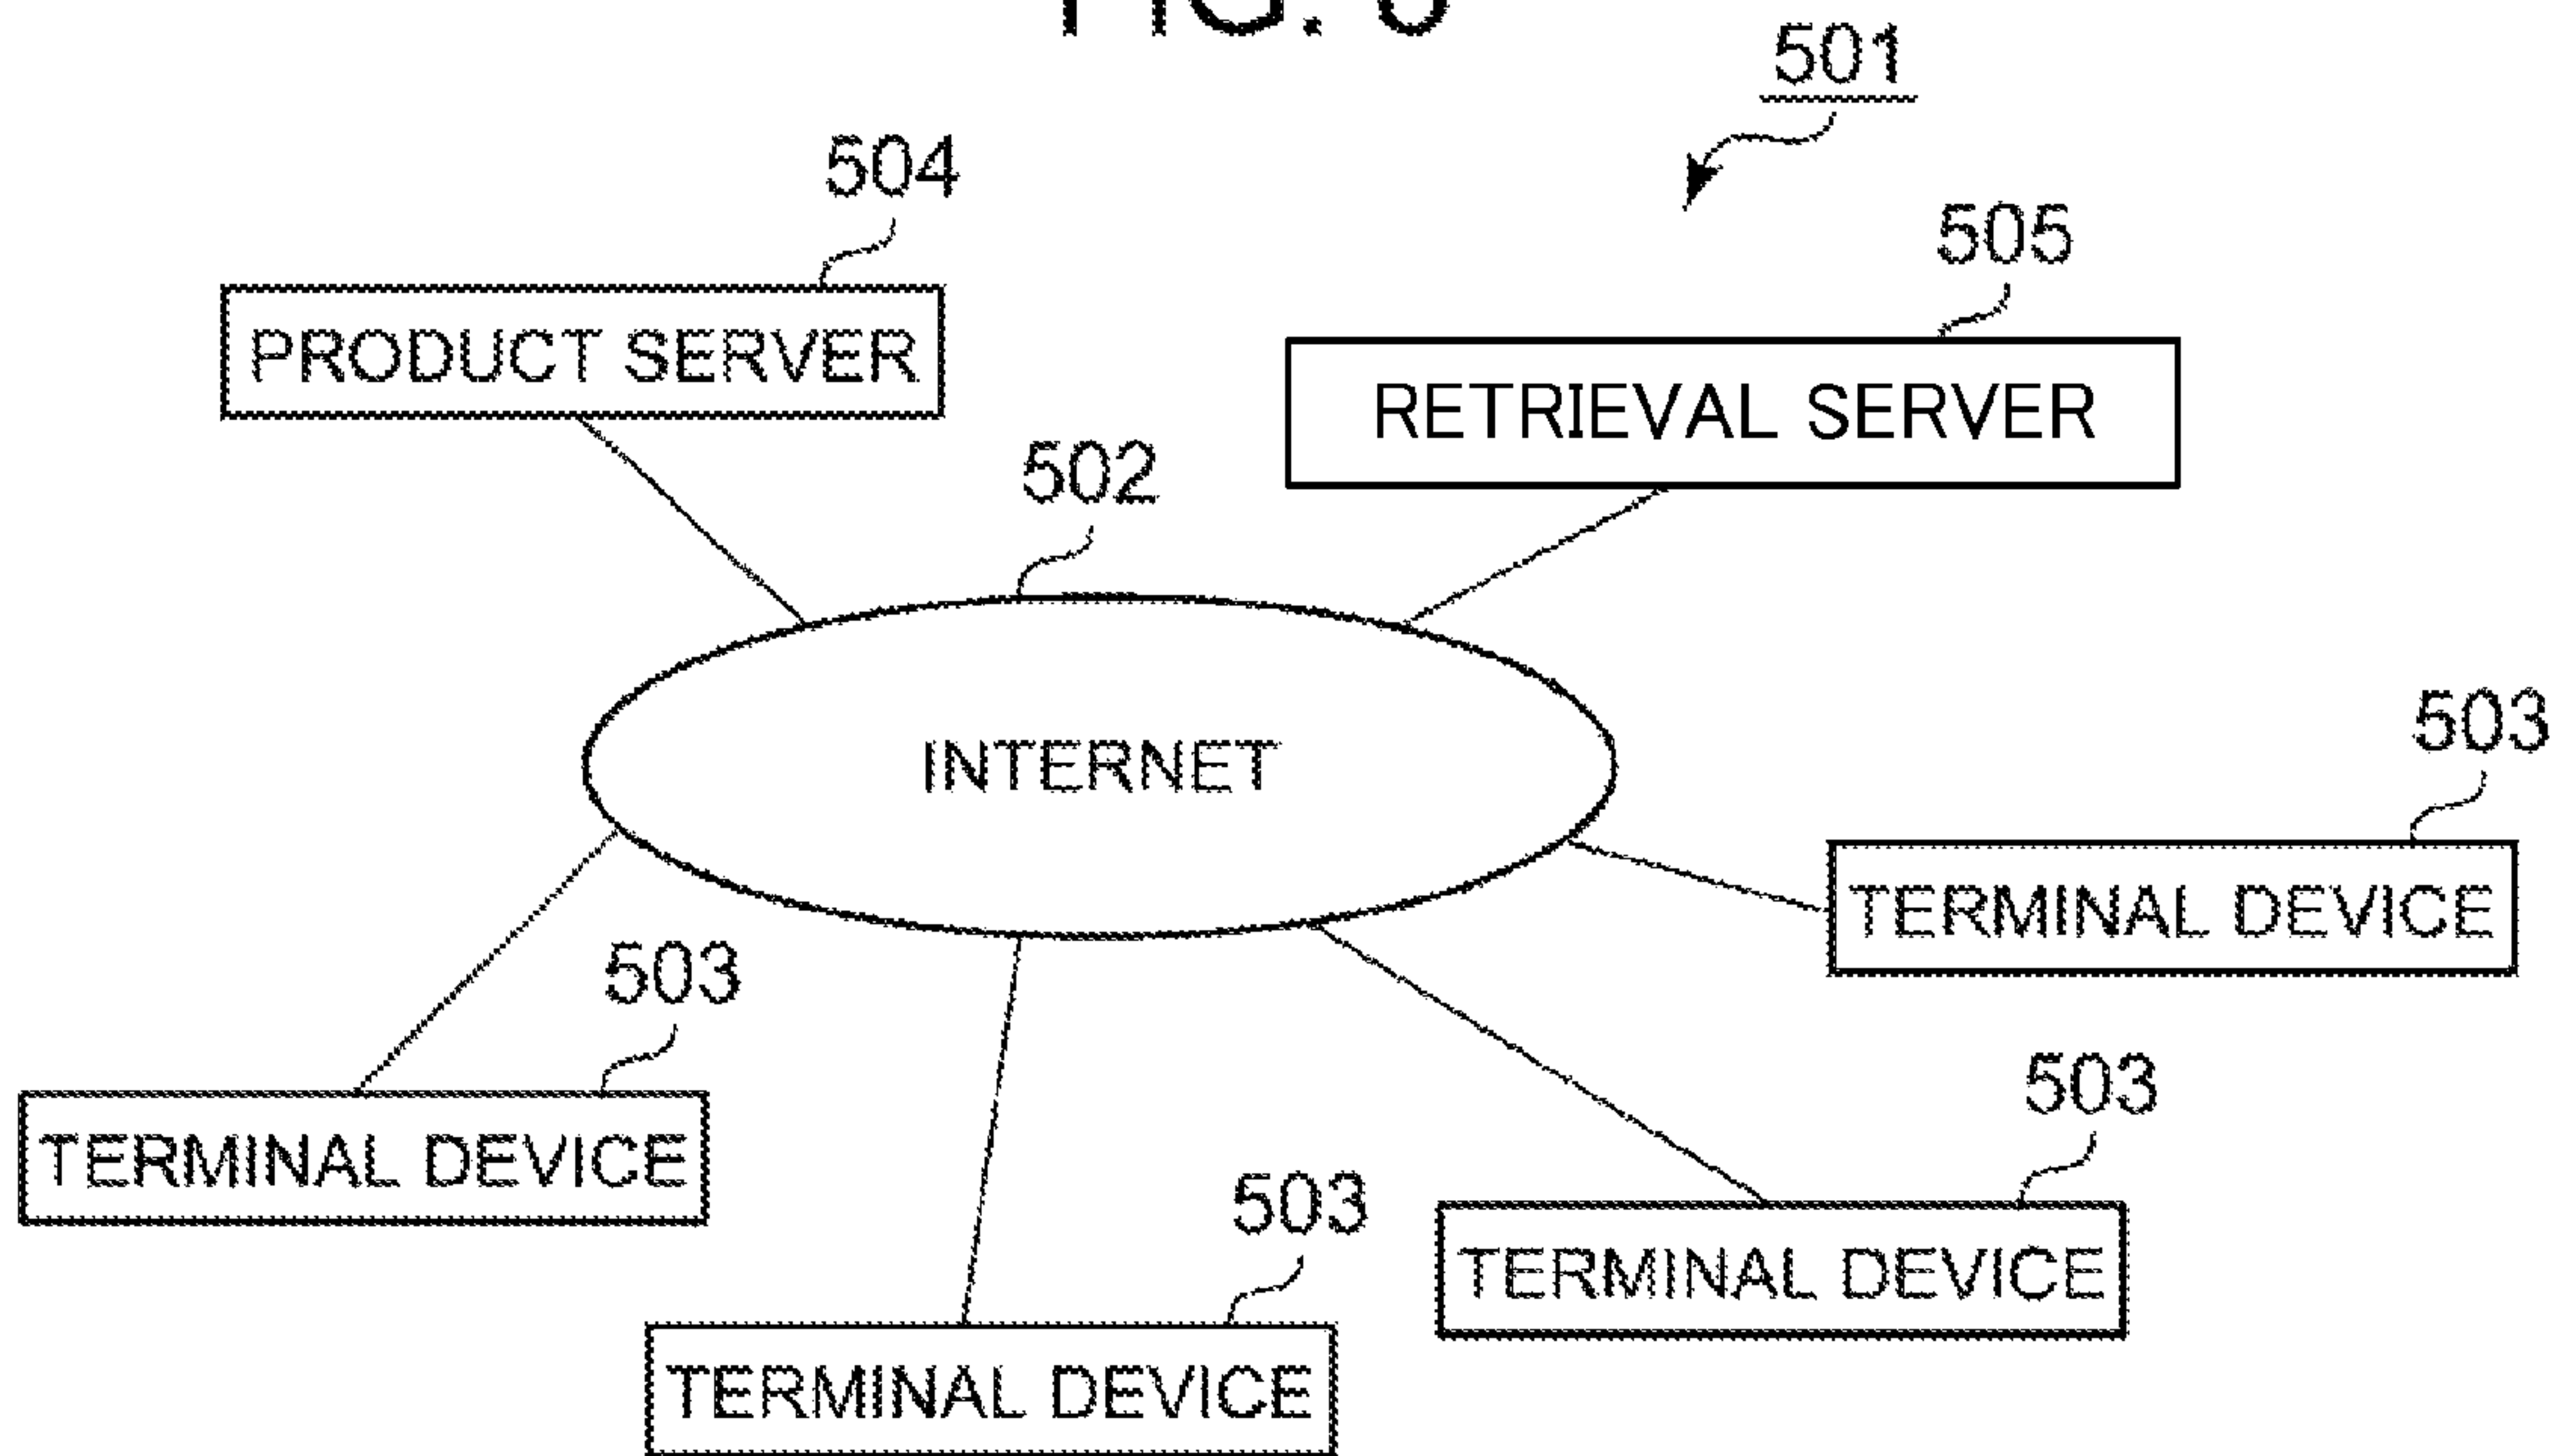 FIG.
501
504
505
PRODUCT SERVER
RETRIEVAL SERVER
502
INTERNET
503
TERMINAL DEVICE
503
TERMINAL DEVICE
503
TERMINAL DEVICE
503
TERMINAL DEVICE